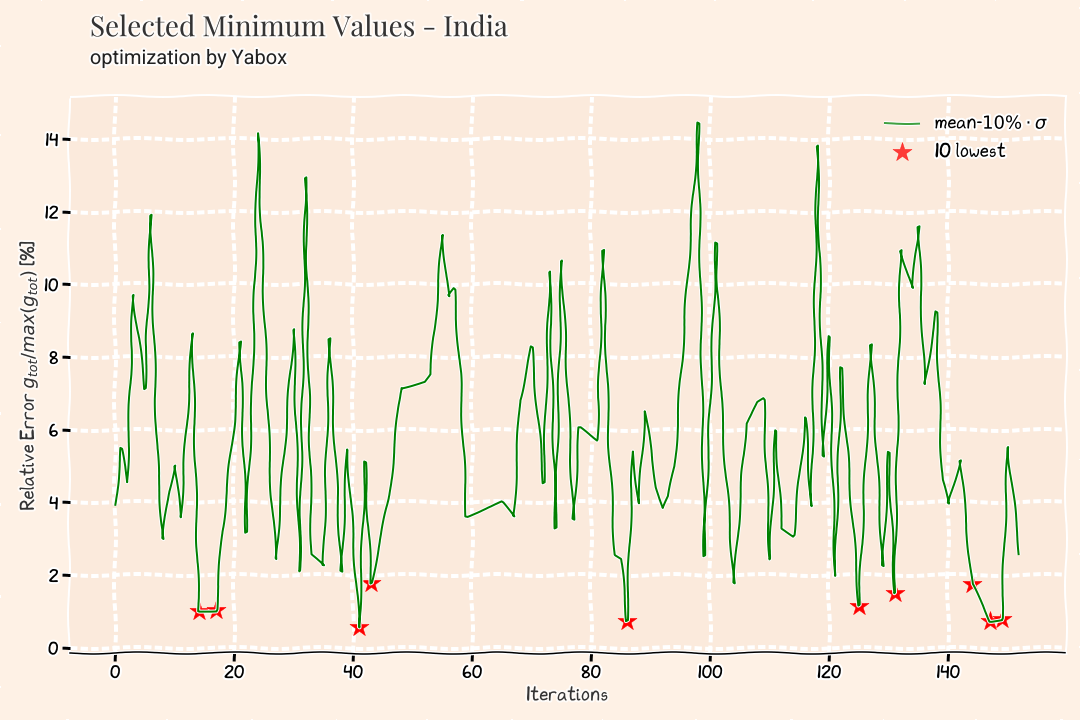 Selected Minimum Values - India
optimization by Yabox
mean-10% · σ
10 lowest
Relative Error g_tot/max(g_tot) [%]
14
12
10
8
6
4
2
0
0 20 40 60 80 100 120 140
Iterations